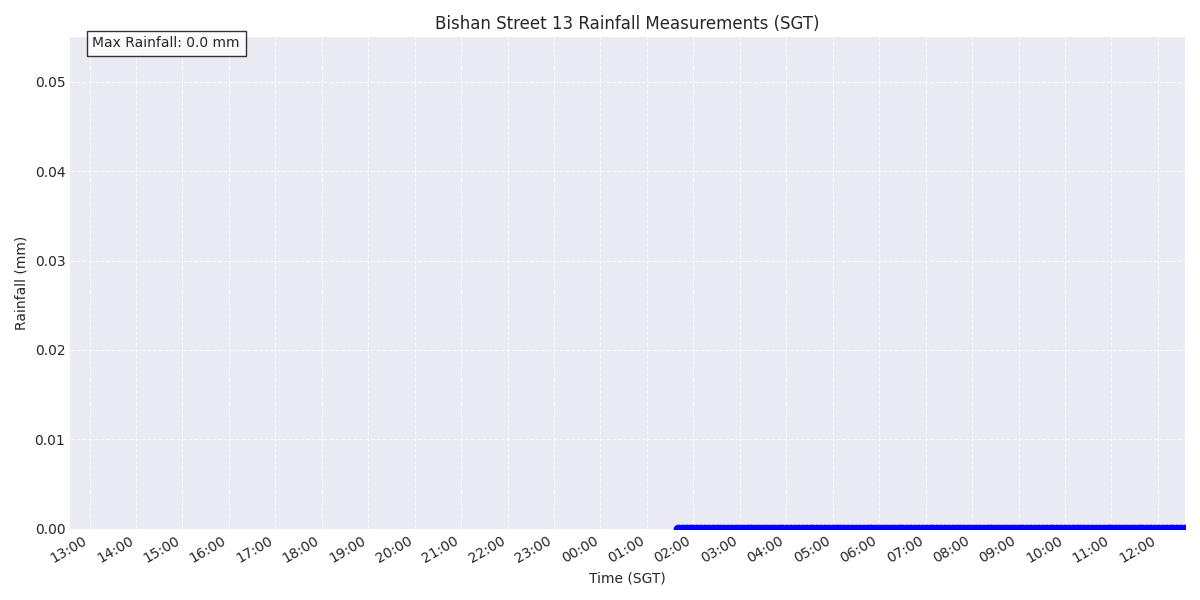 Bishan Street 13 Rainfall Measurements (SGT)
Max Rainfall: 0.0 mm
0.05
0.04
0.03
0.02
0.01
0.00
Rainfall (mm)
13:00 14:00 15:00 16:00 17:00 18:00 19:00 20:00 21:00 22:00 23:00 00:00 01:00 02:00 03:00 04:00 05:00 06:00 07:00 08:00 09:00 10:00 11:00 12:00
Time (SGT)